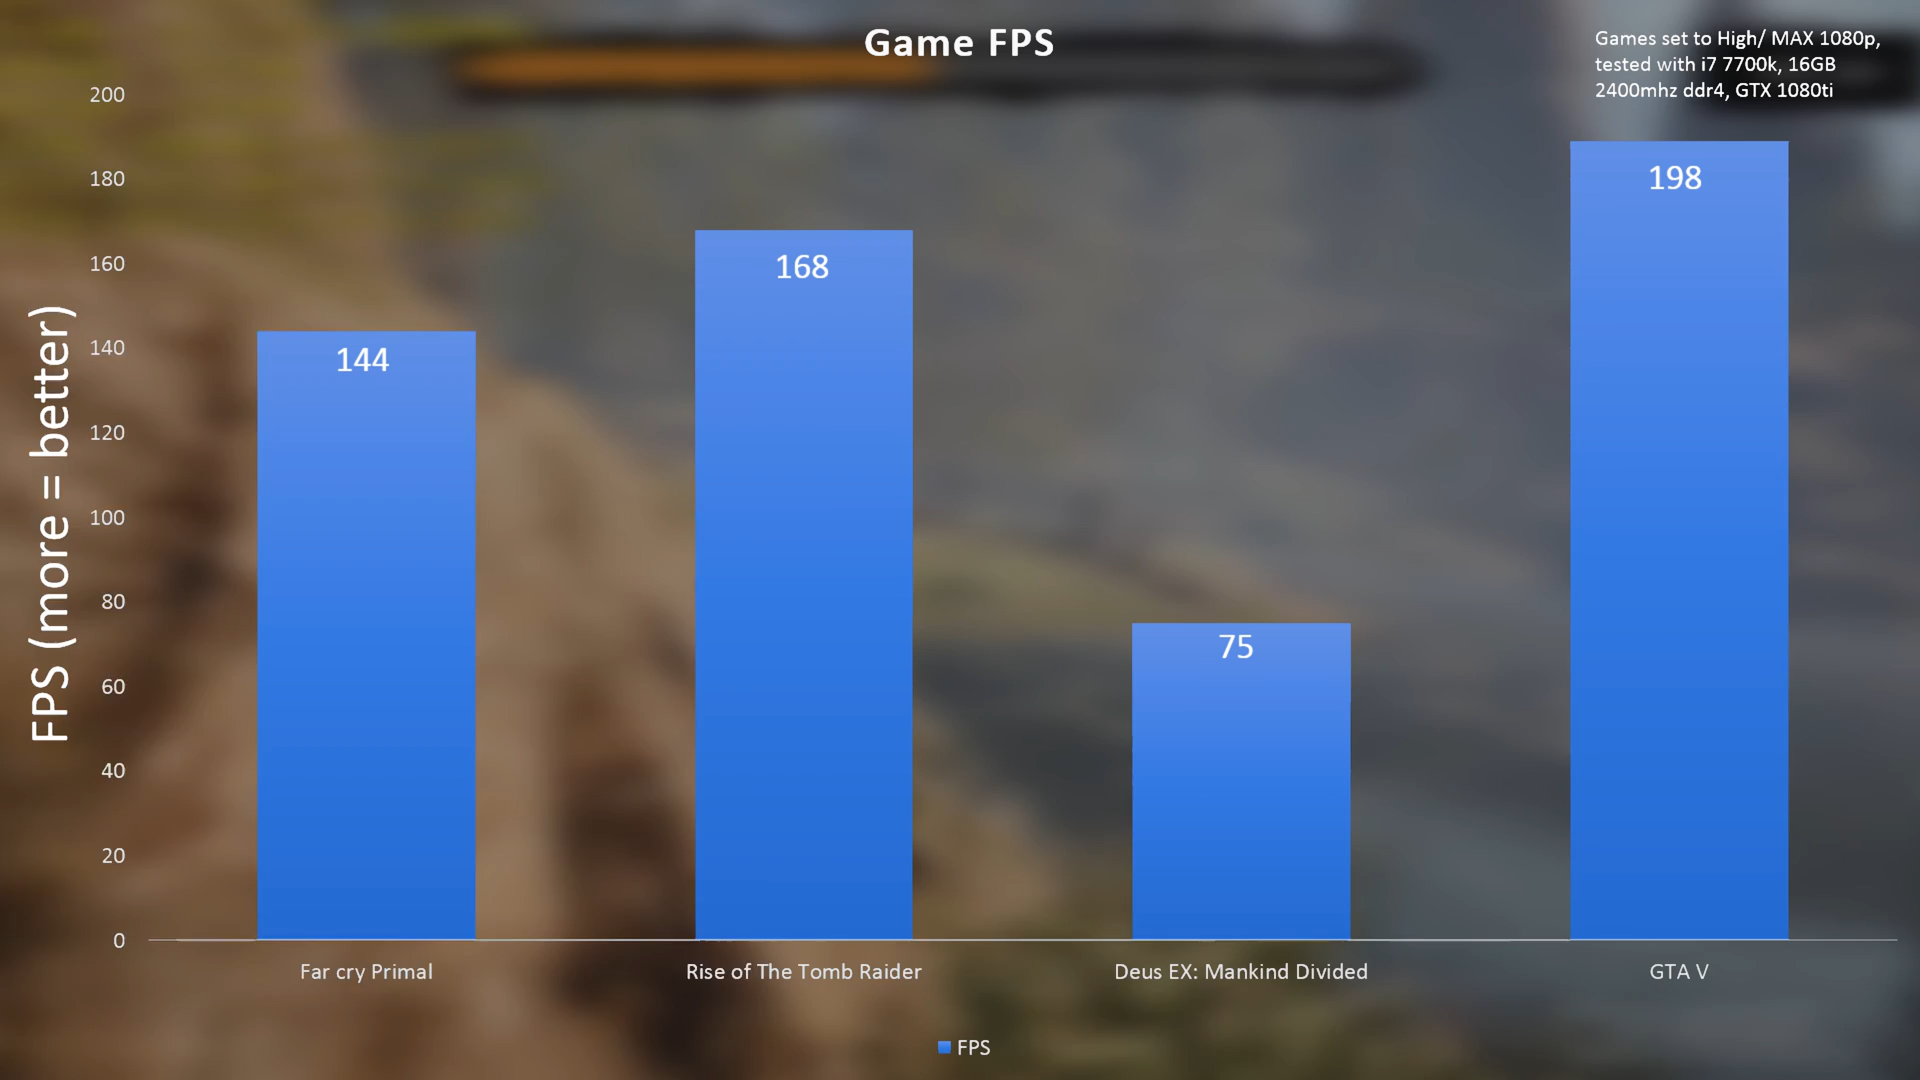 Game FPS
Games set to High/ MAX 1080p,
tested with i7 7700k, 16GB
2400mhz ddr4, GTX 1080ti
FPS (more = better)
200
180
160
140
120
100
80
60
40
20
0
144
168
75
198
Far cry Primal
Rise of The Tomb Raider
Deus EX: Mankind Divided
GTA V
FPS